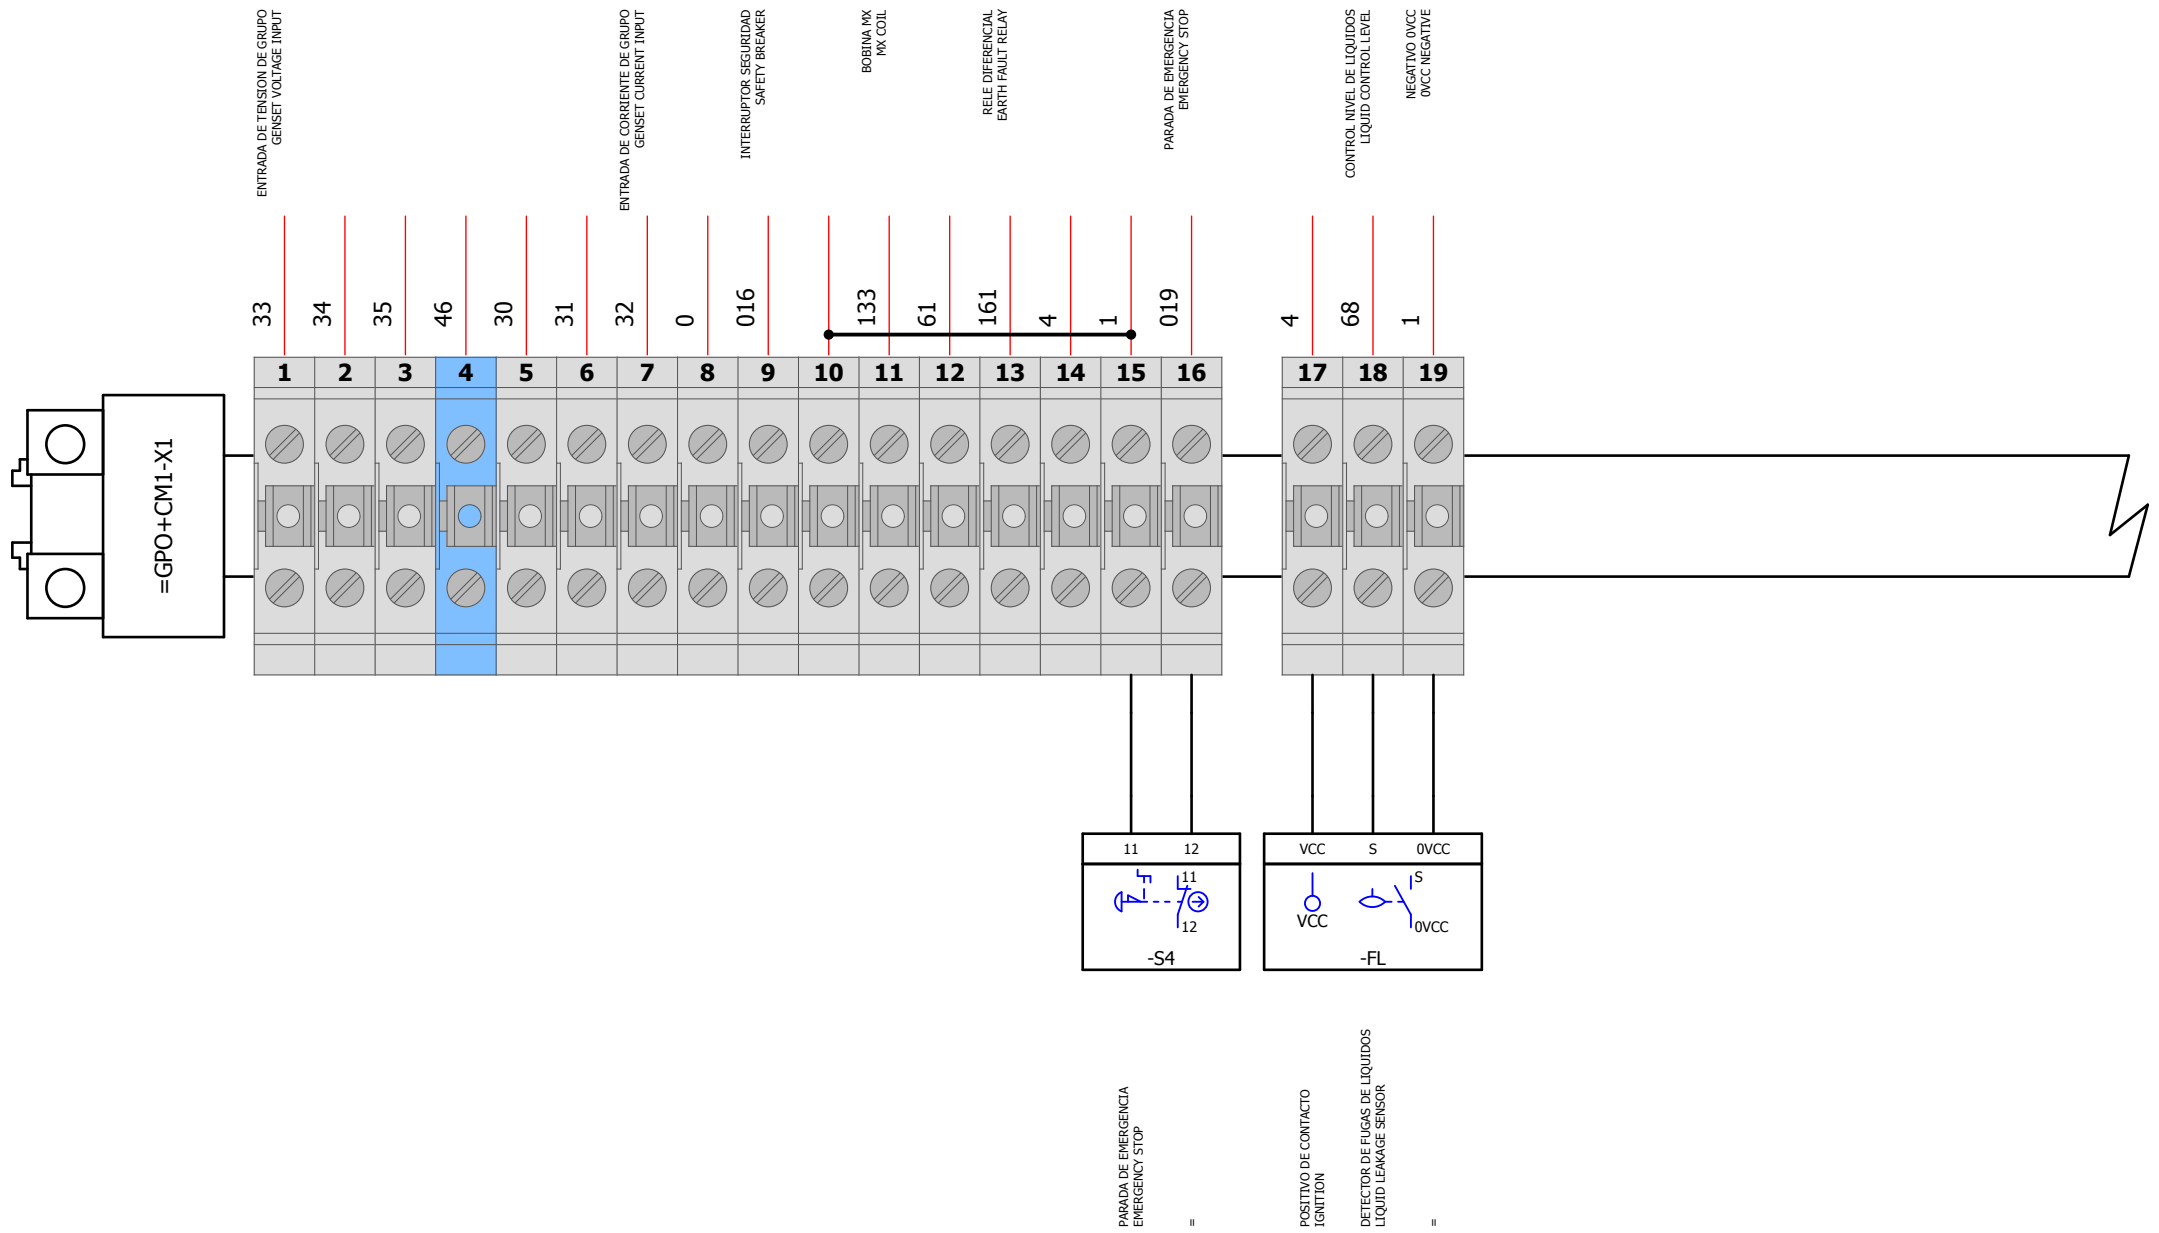 ENTRADA DE TENSION DE GRUPO
GENSET VOLTAGE INPUT
ENTRADA DE CORRIENTE DE GRUPO
GENSET CURRENT INPUT
INTERRUPTOR SEGURIDAD
SAFETY BREAKER
BOBINA MX
MX COIL
RELE DIFERENCIAL
EARTH FAULT RELAY
PARADA DE EMERGENCIA
EMERGENCY STOP
CONTROL NIVEL DE LIQUIDOS
LIQUID CONTROL LEVEL
NEGATIVO 0VCC
0VCC NEGATIVE
33
34
35
46
30
31
32
0
016
133
61
161
4
1
019
4
68
1
1 2 3 4 5 6 7 8 9 10 11 12 13 14 15 16 17 18 19
=GPO+CM1-X1
11 12
11
12
-S4
VCC S 0VCC
VCC
S
0VCC
-FL
PARADA DE EMERGENCIA
EMERGENCY STOP
=
POSITIVO DE CONTACTO
IGNITION
DETECTOR DE FUGAS DE LIQUIDOS
LIQUID LEAKAGE SENSOR
=